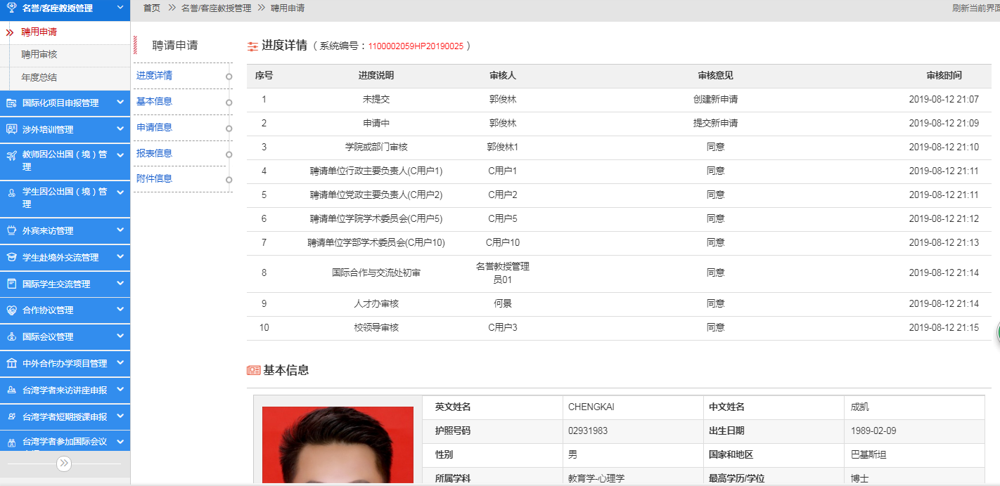 名誉/客座教授管理
聘用申请
聘用审核
年度总结
国际化项目申报管理
涉外培训管理
教师因公出国（境）管
理
学生因公出国（境）管
理
外宾来访管理
学生赴境外交流管理
国际学生交流管理
合作协议管理
国际会议管理
中外合作办学项目管理
台湾学者来访讲座申报
台湾学者短期授课申报
台湾学者参加国际会议
首页 >> 名誉/客座教授管理 >> 聘用申请
刷新当前界面
聘请申请
进度详情
基本信息
申请信息
报表信息
附件信息
进度详情（系统编号：1100002059HP20190025）
序号 进度说明 审核人 审核意见 审核时间
1 未提交 郭俊林 创建新申请 2019-08-12 21:07
2 申请中 郭俊林 提交新申请 2019-08-12 21:09
3 学院或部门审核 郭俊林1 同意 2019-08-12 21:10
4 聘请单位行政主要负责人(C用户1) C用户1 同意 2019-08-12 21:11
5 聘请单位党政主要负责人(C用户2) C用户2 同意 2019-08-12 21:11
6 聘请单位学院学术委员会(C用户5) C用户5 同意 2019-08-12 21:12
7 聘请单位学部学术委员会(C用户10) C用户10 同意 2019-08-12 21:13
8 国际合作与交流处初审 名誉教授管理 同意 2019-08-12 21:14
员01
9 人才办审核 何景 同意 2019-08-12 21:14
10 校领导审核 C用户3 同意 2019-08-12 21:15
基本信息
英文姓名 CHENGKAI 中文姓名 成凯
护照号码 02931983 出生日期 1989-02-09
性别 男 国家和地区 巴基斯坦
所属学科 教育学-心理学 最高学历/学位 博士